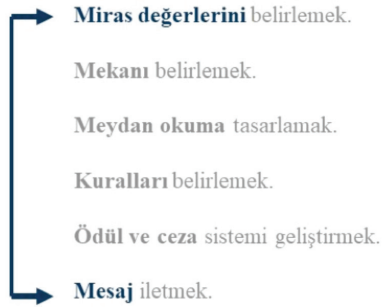 Miras değerlerini belirlemek.
Mekanı belirlemek.
Meydan okuma tasarlamak.
Kuralları belirlemek.
Ödül ve ceza sistemi geliştirmek.
Mesaj iletmek.